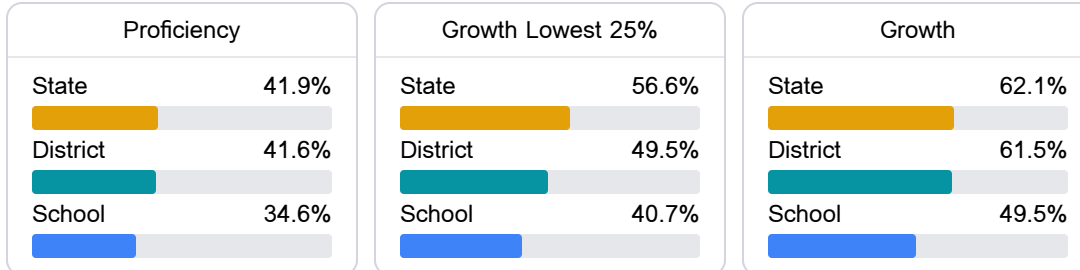 Proficiency
State 41.9%
District 41.6%
School 34.6%
Growth Lowest 25%
State 56.6%
District 49.5%
School 40.7%
Growth
State 62.1%
District 61.5%
School 49.5%